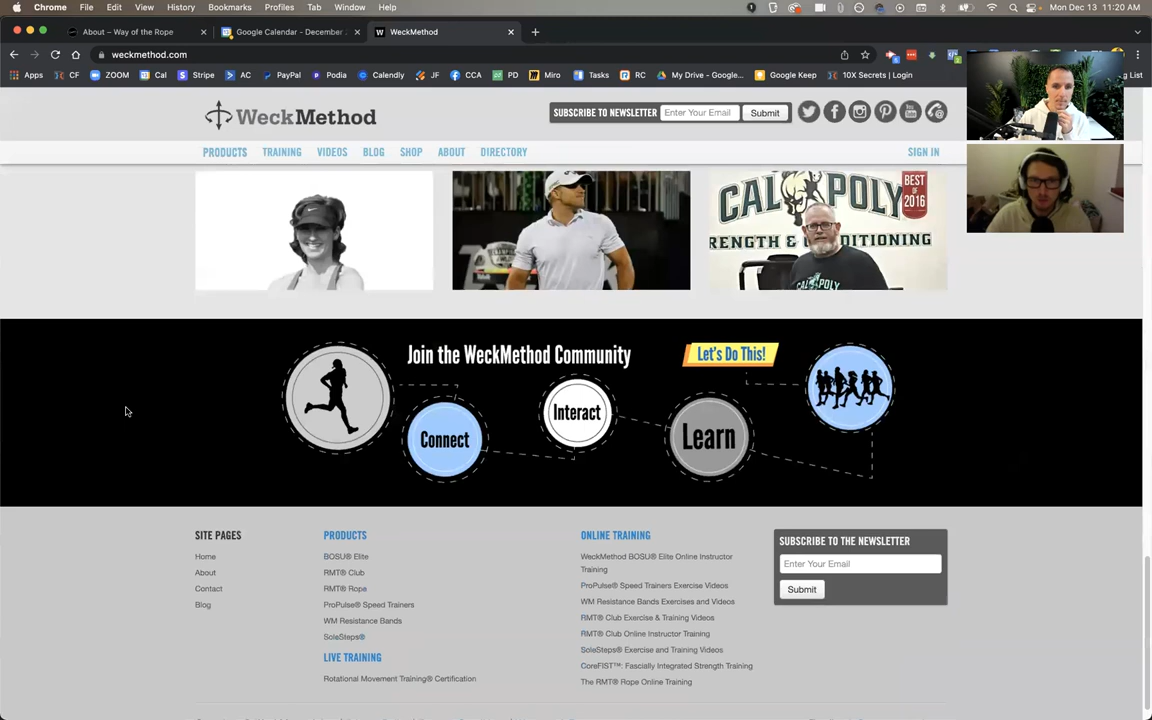 Chrome File Edit View History Bookmarks Profiles Tab Window Help
Mon Dec 13 11:20 AM
About – Way of the Rope
Google Calendar - December
WeckMethod
weckmethod.com
Apps CF ZOOM Cal Stripe AC PayPal Podia Calendly JF CCA PD Miro Tasks RC My Drive - Google... Google Keep 10X Secrets | Login
g List
WeckMethod
SUBSCRIBE TO NEWSLETTER Enter Your Email Submit
PRODUCTS TRAINING VIDEOS BLOG SHOP ABOUT DIRECTORY SIGN IN
CAL POLY
BEST OF 2016
RENGTH & CONDITIONING
CAL POLY
Join the WeckMethod Community
Let's Do This!
Connect
Interact
Learn
SITE PAGES
Home
About
Contact
Blog
PRODUCTS
BOSU® Elite
RMT® Club
RMT® Rope
ProPulse® Speed Trainers
WM Resistance Bands
SoleSteps®
LIVE TRAINING
Rotational Movement Training® Certification
ONLINE TRAINING
WeckMethod BOSU® Elite Online Instructor
Training
ProPulse® Speed Trainers Exercise Videos
WM Resistance Bands Exercises and Videos
RMT® Club Exercise & Training Videos
RMT® Club Online Instructor Training
SoleSteps® Exercise and Training Videos
CoreFIST™: Fascially Integrated Strength Training
The RMT® Rope Online Training
SUBSCRIBE TO THE NEWSLETTER
Enter Your Email
Submit